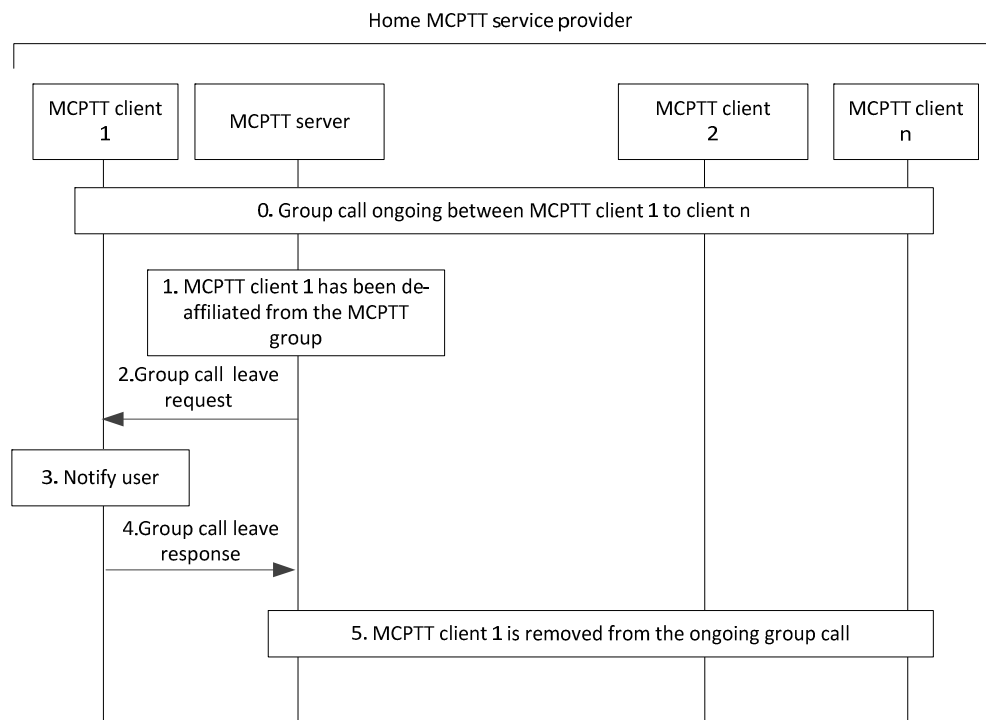 Home MCPTT service provider
MCPTT client
1
MCPTT server
MCPTT client
2
MCPTT client
n
0. Group call ongoing between MCPTT client 1 to client n
1. MCPTT client 1 has been de-
affiliated from the MCPTT
group
2.Group call leave
request
3. Notify user
4.Group call leave
response
5. MCPTT client 1 is removed from the ongoing group call